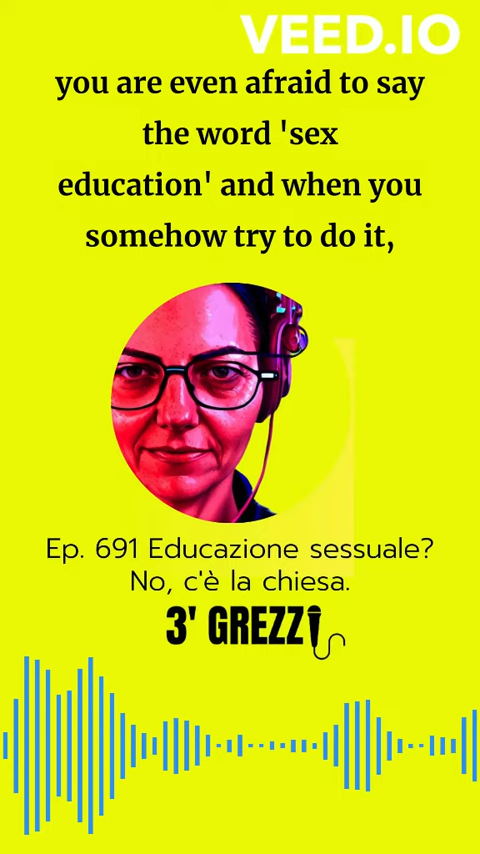 VEED.IO
you are even afraid to say
the word 'sex
education' and when you
somehow try to do it,
Ep. 691 Educazione sessuale?
No, c'è la chiesa.
3' GREZZI